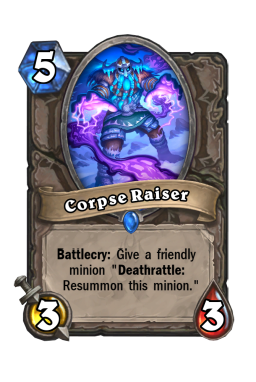 5
Corpse Raiser
Battlecry: Give a friendly
minion "Deathrattle:
Resummon this minion."
3
3